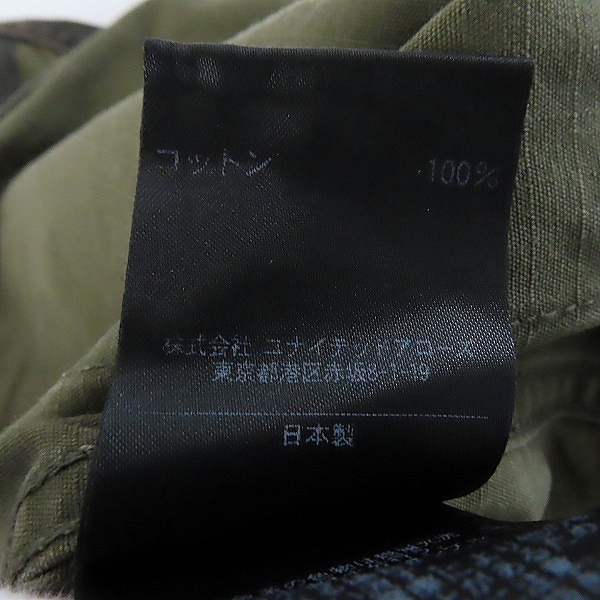 コットン 100%
株式会社 ユナイテッドアローズ
東京都港区赤坂8-1-19
日本製